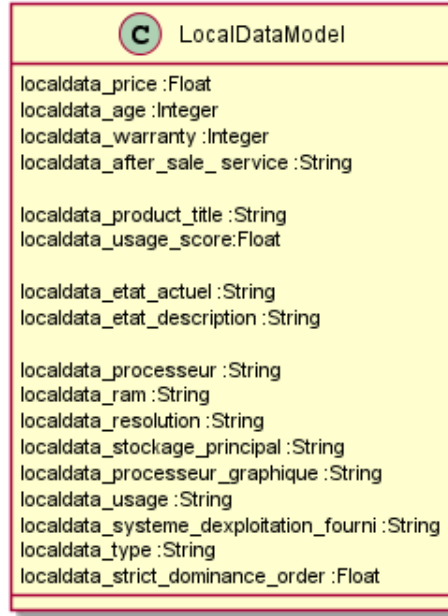 C LocalDataModel
localdata_price :Float
localdata_age :Integer
localdata_warranty :Integer
localdata_after_sale_ service :String
localdata_product_title :String
localdata_usage_score:Float
localdata_etat_actuel :String
localdata_etat_description :String
localdata_processeur :String
localdata_ram :String
localdata_resolution :String
localdata_stockage_principal :String
localdata_processeur_graphique :String
localdata_usage :String
localdata_systeme_dexploitation_fourni :String
localdata_type :String
localdata_strict_dominance_order :Float